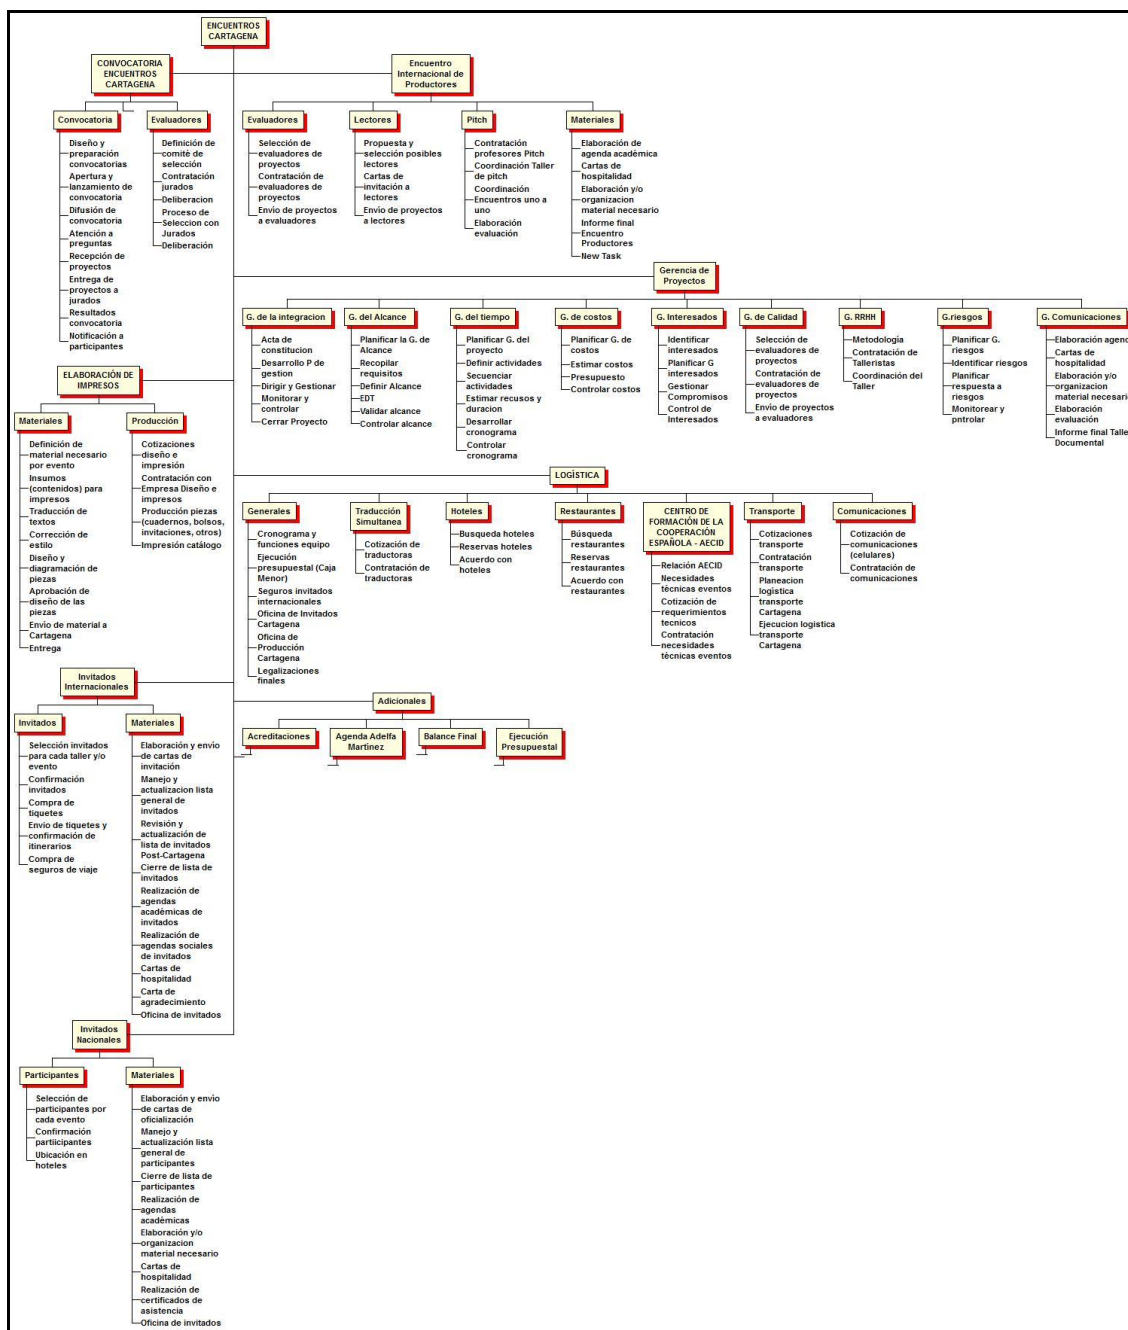 ENCUENTROS
CARTAGENA
CONVOCATORIA
ENCUENTROS
CARTAGENA
Encuentro
Internacional de
Productores
Convocatoria
Diseño y
preparación
convocatorias
Apertura y
lanzamiento de
convocatoria
Difusión de
convocatoria
Atención a
preguntas
Recepción de
proyectos
Entrega de
proyectos a
jurados
Resultados
convocatoria
Notificación a
participantes
Evaluadores
Definición de
comité de
selección
Contratación
jurados
Deliberacion
Proceso de
Seleccion con
Jurados
Deliberación
Evaluadores
Selección de
evaluadores de
proyectos
Contratación de
evaluadores de
proyectos
Envio de proyectos
a evaluadores
Lectores
Propuesta y
selección posibles
lectores
Cartas de
invitación a
lectores
Envío de proyectos
a lectores
Pitch
Contratación
profesores Pitch
Coordinación Taller
de pitch
Coordinación
Encuentros uno a
uno
Elaboración
evaluación
Materiales
Elaboración de
agenda académica
Cartas de
hospitalidad
Elaboración y/o
organizacion
material necesario
Informe final
Encuentro
Productores
New Task
Gerencia de
Proyectos
G. de la integracion
Acta de
constitucion
Desarrollo P de
gestion
Dirigir y Gestionar
Monitorar y
controlar
Cerrar Proyecto
G. del Alcance
Planificar la G. de
Alcance
Recopilar
requisitos
Definir Alcance
EDT
Validar alcance
Controlar alcance
G. del tiempo
Planificar G. del
proyecto
Definir actividades
Secuenciar
actividades
Estimar recusos y
duracion
Desarrollar
cronograma
Controlar
cronograma
G. de costos
Planificar G. de
costos
Estimar costos
Presupuesto
Controlar costos
G. Interesados
Identificar
interesados
Planificar G
interesados
Gestionar
Compromisos
Control de
Interesados
G. de Calidad
Selección de
evaluadores de
proyectos
Contratación de
evaluadores de
proyectos
Envio de proyectos
a evaluadores
G. RRHH
Metodología
Contratación de
Talleristas
Coordinación del
Taller
G.riesgos
Planificar G.
riesgos
Identificar riesgos
Planificar
respuesta a
riesgos
Monitorear y
pntrolar
G. Comunicaciones
Elaboración agend
Cartas de
hospitalidad
Elaboración y/o
organizacion
material necesario
Elaboración
evaluación
Informe final Talle
Documental
ELABORACIÓN DE
IMPRESOS
Materiales
Definición de
material necesario
por evento
Insumos
(contenidos) para
impresos
Traducción de
textos
Corrección de
estilo
Diseño y
diagramación de
piezas
Aprobación de
diseño de las
piezas
Envio de material a
Cartagena
Entrega
Producción
Cotizaciones
diseño e
impresión
Contratación con
Empresa Diseño e
impresos
Producción piezas
(cuadernos, bolsos,
invitaciones, otros)
Impresión catálogo
LOGÌSTICA
Generales
Cronograma y
funciones equipo
Ejecución
presupuestal (Caja
Menor)
Seguros invitados
internacionales
Oficina de Invitados
Cartagena
Oficina de
Producción
Cartagena
Legalizaciones
finales
Traducción
Simultanea
Cotización de
traductoras
Contratación de
traductoras
Hoteles
Busqueda hoteles
Reservas hoteles
Acuerdo con
hoteles
Restaurantes
Búsqueda
restaurantes
Reservas
restaurantes
Acuerdo con
restaurantes
CENTRO DE
FORMACIÓN DE LA
COOPERACIÓN
ESPAÑOLA - AECID
Relación AECID
Necesidades
técnicas eventos
Cotización de
requerimientos
tecnicos
Contratación
necesidades
tècnicas eventos
Transporte
Cotizaciones
transporte
Contratación
transporte
Planeacion
logistica
transporte
Cartagena
Ejecucion logistica
transporte
Cartagena
Comunicaciones
Cotización de
comunicaciones
(celulares)
Contratación de
comunicaciones
Invitados
Internacionales
Invitados
Selección invitados
para cada taller y/o
evento
Confirmación
invitados
Compra de
tiquetes
Envio de tiquetes y
confirmación de
itinerarios
Compra de
seguros de viaje
Materiales
Elaboración y envio
de cartas de
invitación
Manejo y
actualizacion lista
general de
invitados
Revisión y
actualización de
lista de invitados
Post-Cartagena
Cierre de lista de
invitados
Realización de
agendas
académicas de
invitados
Realización de
agendas sociales
de invitados
Cartas de
hospitalidad
Carta de
agradecimiento
Oficina de invitados
Adicionales
Acreditaciones
Agenda Adelfa
Martinez
Balance Final
Ejecución
Presupuestal
Invitados
Nacionales
Participantes
Selección de
participantes por
cada evento
Confirmación
partiicipantes
Ubicación en
hoteles
Materiales
Elaboración y envio
de cartas de
oficialización
Manejo y
actualización lista
general de
participantes
Cierre de lista de
participantes
Realización de
agendas
académicas
Elaboración y/o
organizacion
material necesario
Cartas de
hospitalidad
Realización de
certificados de
asistencia
Oficina de invitados